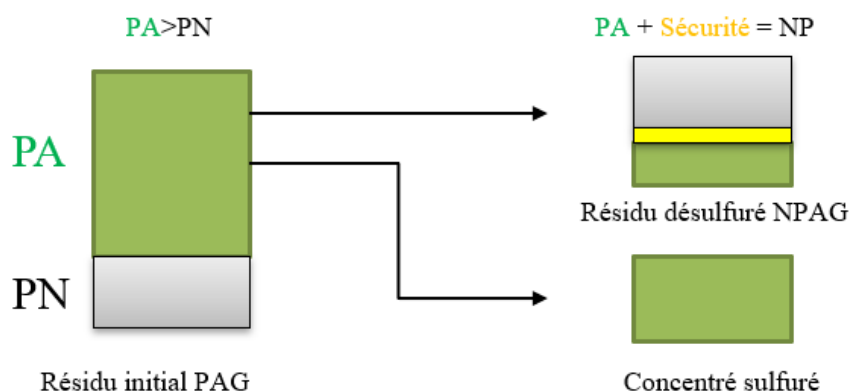 PA>PN
PA + Sécurité = NP
PA
PN
Résidu désulfuré NPAG
Résidu initial PAG
Concentré sulfuré